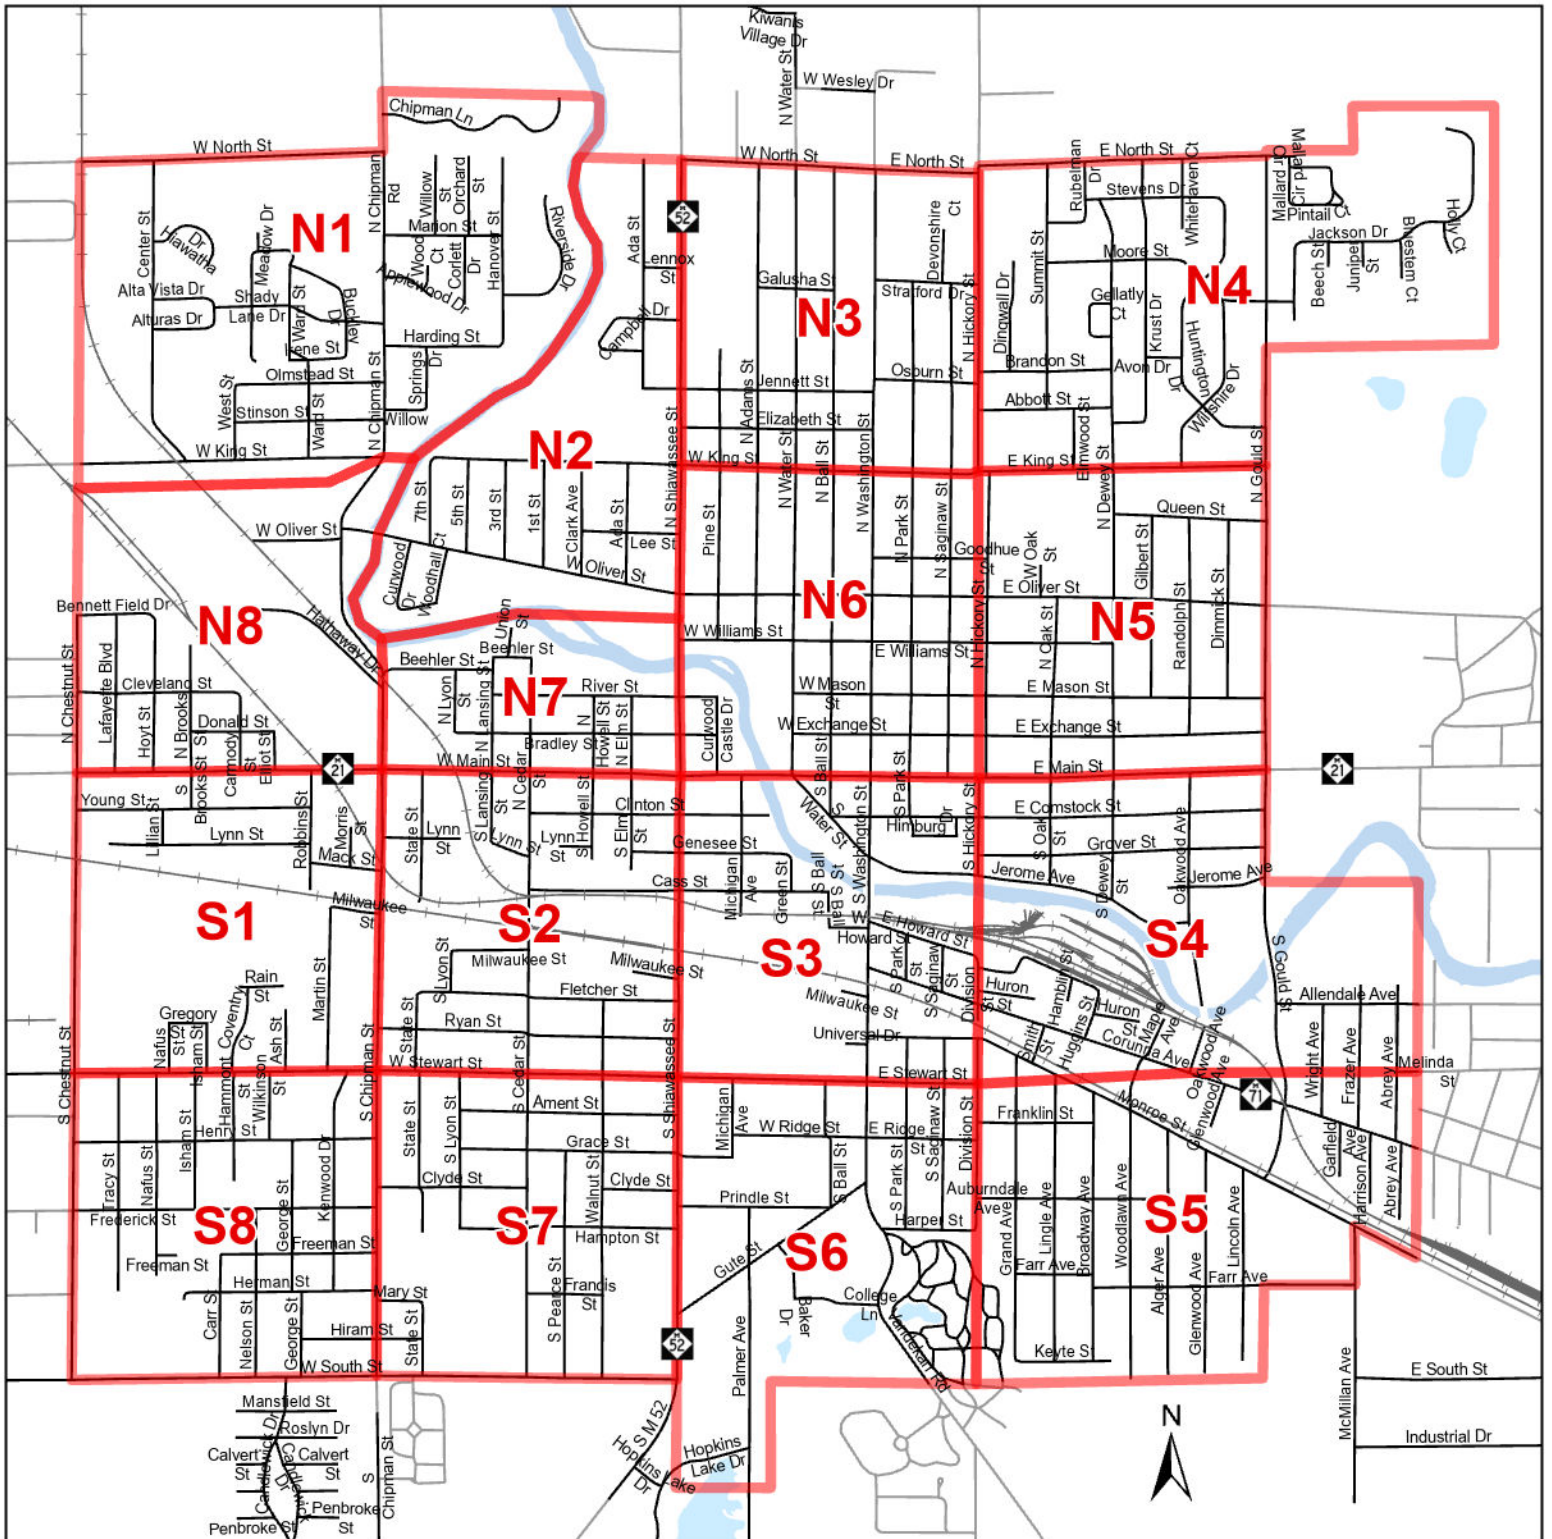 Kiwanis
Village Dr
N Water St
W Wesley Dr
Chipman Ln
W North St
W North St
E North St
E North St
N Chipman
Rd
Willow
St
Orchard
St
Marion St
Wood
Ct
Corlett
Dr
Applewood Dr
Hanover St
Riverside Dr
Harding St
Springs
Dr
Willow
N Center St
Hiawatha
Dr
Meadow Dr
N1
Alta Vista Dr
Alturas Dr
Shady
Lane Dr
Ward St
Buckley
Dr
Irene St
Olmstead St
West St
Stinson St
Ward St
N Chipman St
W King St
Ada St
Lennox
St
M
52
Campbell Dr
N Shiawassee St
N2
7th St
5th St
3rd St
1st St
N Clark Ave
Ada St
Lee St
W Oliver St
W Oliver St
Curwood
Dr
Woodhall Ct
Devonshire
Ct
Galusha St
Stratford Dr
N3
N Hickory St
N Adams St
Jennett St
Osburn St
Elizabeth St
N Water St
N Ball St
N Washington St
W King St
Rubelman
Dr
Stevens Dr
Whitehaven Ct
Mallard
Cir
Mallard Cir
Pintail Ct
Jackson Dr
Holly Ct
Beech St
Juniper
St
Bluestem Ct
Summit St
Moore St
N4
Dingwall Dr
Gellatly
Ct
Krust Dr
Huntington
Dr
Brandon St
Avon Dr
Wilshire Dr
Abbott St
Elmwood St
N Dewey St
N Gould St
E King St
Queen St
Pine St
N Park St
N Saginaw St
Goodhue
St
W Oak
St
Gilbert St
E Oliver St
N6
N5
Randolph St
Dimmick St
N Hickory St
N Oak St
W Williams St
E Williams St
W Mason
St
E Mason St
W Exchange St
E Exchange St
E Main St
Bennett Field Dr
N8
Hathaway Dr
N Chestnut St
Lafayette Blvd
Cleveland St
Hoyt St
N Brooks
St
Donald St
Carmody
St
Elliot St
M
21
Union
St
Beehler St
Beehler St
N Lyon
St
N Lansing St
N7
River St
N
Howell St
N Elm St
Curwood
Castle Dr
Bradley St
W Main St
N Cedar
St
M
21
Young St
S
Brooks St
Lillian St
Lynn St
Robbins St
Morris
St
Mack St
State St
Lynn
St
S Lansing
St
Lynn St
Lynn
St
S Howell St
S Elm
St
Clinton St
Genesee St
Cass St
Michigan
Ave
Green St
S Ball
St
S Ball
St
S
Water St
S Ball St
S Park St
Himburg
Dr
S Washington St
S Hickory St
E Comstock St
S Oak
St
Grover St
Oakwood Ave
Jerome Ave
S Dewey
St
Jerome Ave
Milwaukee
St
S1
S2
S3
S4
W
Howard St
E Howard St
S Park
St
S Saginaw
St
Division
St
Huron
St
Hamblin St
Huron
St
Maple
Ave
Smith
St
Huggins St
Corunna Ave
Oakwood Ave
S Gould St
Allendale Ave
Wright Ave
Frazer Ave
Abrey Ave
Melinda
St
Milwaukee St
S Lyon St
Milwaukee St
Fletcher St
Milwaukee St
Universal Dr
Ryan St
State St
S Cedar St
S Shiawassee St
W Stewart St
E Stewart St
Rain
St
Martin St
Gregory
St
Nafus
St
Isham St
Coventry
Ct
Ash St
S Chestnut St
S Chipman St
Hammont
St
Wilkinson
St
Henry St
Isham St
Tracy St
Nafus St
Kenwood Dr
George St
Frederick St
S8
Freeman St
Freeman St
Herman St
Carr St
Nelson St
George St
Hiram St
W South St
Mary St
State St
State St
S Lyon St
Ament St
Grace St
Clyde St
Clyde St
Walnut St
S7
Hampton St
S Pearce St
Francis
St
Michigan
Ave
W Ridge St
E Ridge
St
S Saginaw St
Division St
Franklin St
Monroe St
Glenwood Ave
M
71
Garfield
Ave
Harrison Ave
Abrey Ave
S Ball St
S Park St
Prindle St
Auburndale
Ave
Harper St
Gute St
S6
Grand Ave
Lingle Ave
Broadway Ave
Woodlawn Ave
S5
Lincoln Ave
Farr Ave
Farr Ave
Alger Ave
Glenwood Ave
College
Ln
Baker
Dr
Vandekarr Rd
Keyte St
M
52
Palmer Ave
McMillan Ave
E South St
Industrial Dr
N
Mansfield St
Roslyn Dr
Calvert
St
Calvert
St
Candlewick Dr
Candlewick
Dr
Penbroke
St
Penbroke St
S
Chipman St
S M 52
Hopkins Lake
Dr
Hopkins
Lake Dr